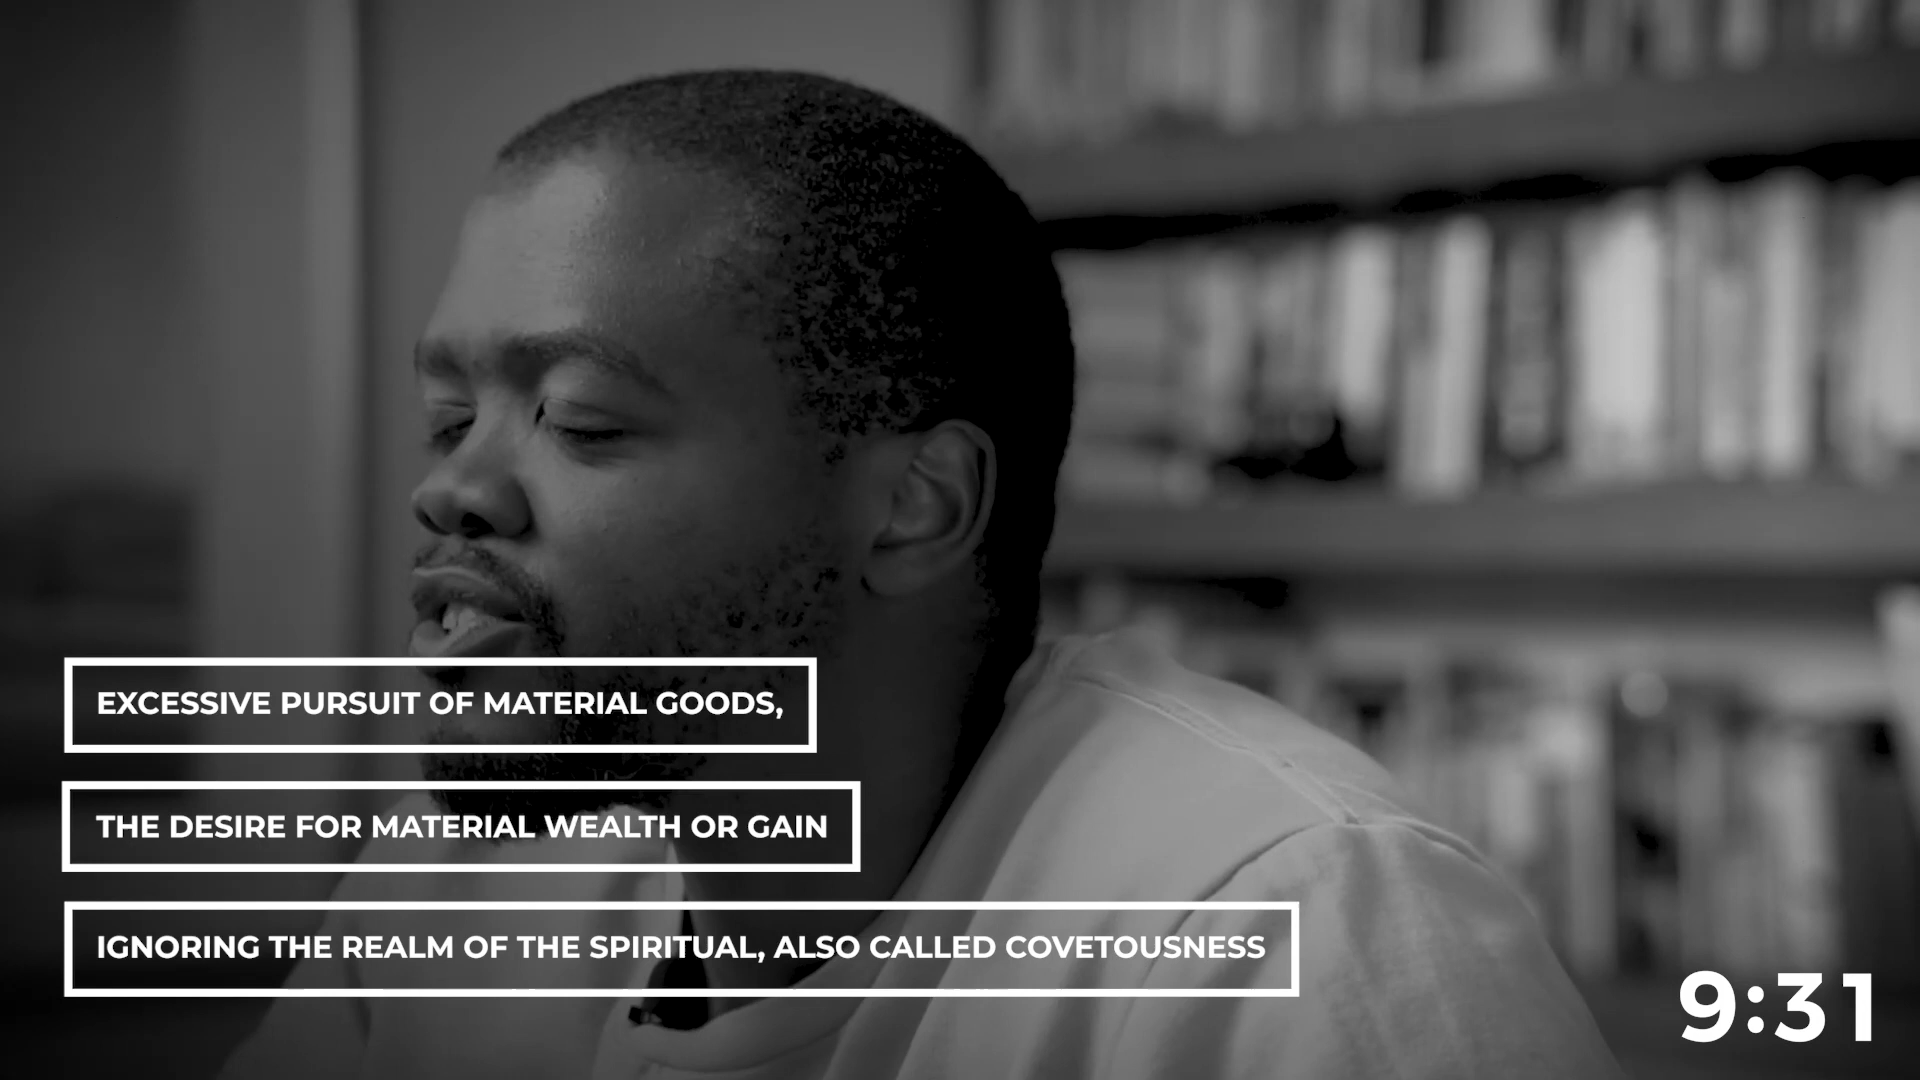 EXCESSIVE PURSUIT OF MATERIAL GOODS,
THE DESIRE FOR MATERIAL WEALTH OR GAIN
IGNORING THE REALM OF THE SPIRITUAL, ALSO CALLED COVETOUSNESS
9:31